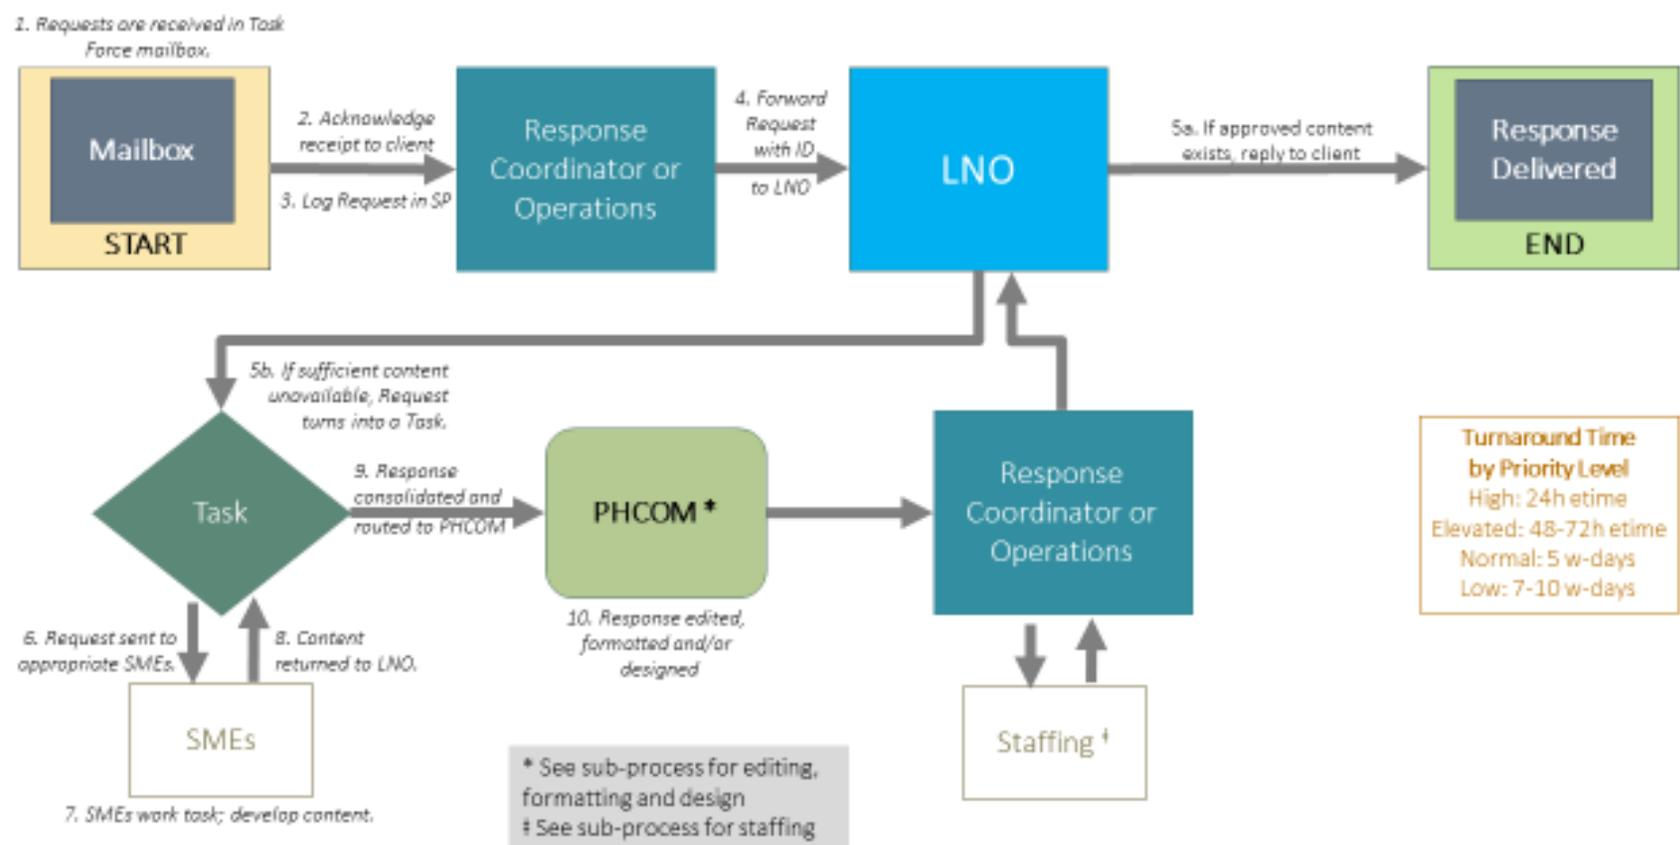 1. Requests are received in Task
Force mailbox.
Mailbox
START
2. Acknowledge
receipt to client
3. Log Request in SP
Response
Coordinator or
Operations
4. Forward
Request
with ID
to LNO
LNO
5a. If approved content
exists, reply to client
Response
Delivered
END
5b. If sufficient content
unavailable, Request
turns into a Task.
Task
9. Response
consolidated and
routed to PHCOM
PHCOM *
10. Response edited,
formatted and/or
designed
Response
Coordinator or
Operations
Turnaround Time
by Priority Level
High: 24h etime
Elevated: 48-72h etime
Normal: 5 w-days
Low: 7-10 w-days
6. Request sent to
appropriate SMEs.
8. Content
returned to LNO.
SMEs
7. SMEs work task; develop content.
Staffing ǂ
* See sub-process for editing,
formatting and design
ǂ See sub-process for staffing